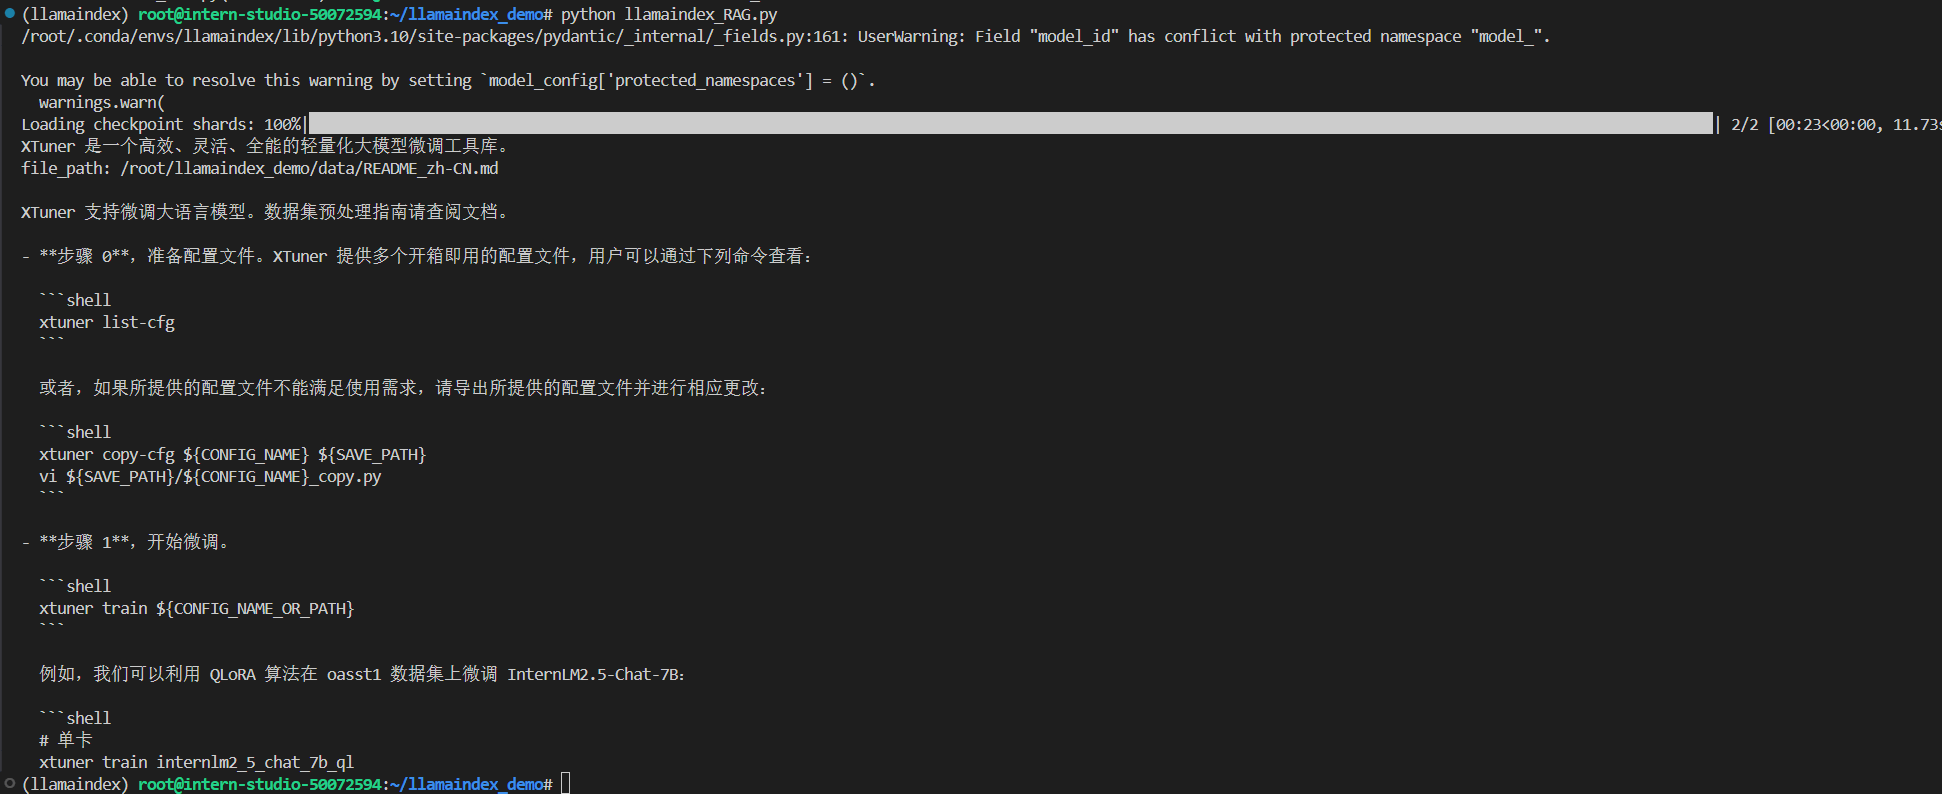 (llamaindex) root@intern-studio-50072594:~/llamaindex_demo# python llamaindex_RAG.py
/root/.conda/envs/llamaindex/lib/python3.10/site-packages/pydantic/_internal/_fields.py:161: UserWarning: Field "model_id" has conflict with protected namespace "model_".
You may be able to resolve this warning by setting `model_config['protected_namespaces'] = ()`.
warnings.warn(
Loading checkpoint shards: 100%| | 2/2 [00:23<00:00, 11.73s
XTuner 是一个高效、灵活、全能的轻量化大模型微调工具库。
file_path: /root/llamaindex_demo/data/README_zh-CN.md
XTuner 支持微调大语言模型。数据集预处理指南请查阅文档。
- **步骤 0**，准备配置文件。XTuner 提供多个开箱即用的配置文件，用户可以通过下列命令查看：
```shell
xtuner list-cfg
```
或者，如果所提供的配置文件不能满足使用需求，请导出所提供的配置文件并进行相应更改：
```shell
xtuner copy-cfg ${CONFIG_NAME} ${SAVE_PATH}
vi ${SAVE_PATH}/${CONFIG_NAME}_copy.py
```
- **步骤 1**，开始微调。
```shell
xtuner train ${CONFIG_NAME_OR_PATH}
```
例如，我们可以利用 QLoRA 算法在 oasst1 数据集上微调 InternLM2.5-Chat-7B：
```shell
# 单卡
xtuner train internlm2_5_chat_7b_ql
(llamaindex) root@intern-studio-50072594:~/llamaindex_demo#